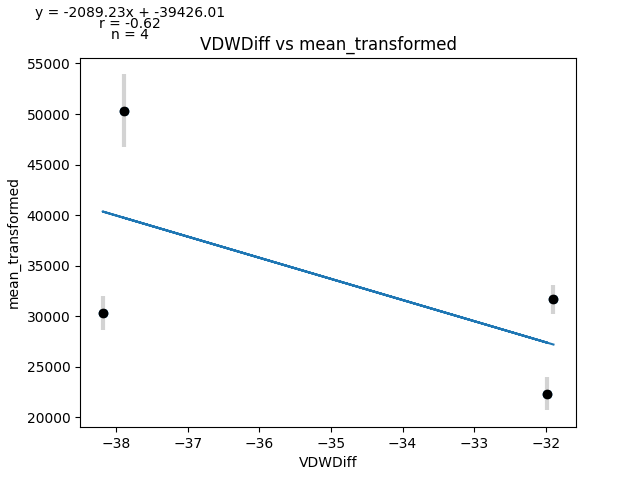 y = -2089.23x + -39426.01
r = -0.62
n = 4
VDWDiff vs mean_transformed
55000
50000
45000
40000
35000
30000
25000
20000
mean_transformed
−38
−37
−36
−35
−34
−33
−32
VDWDiff